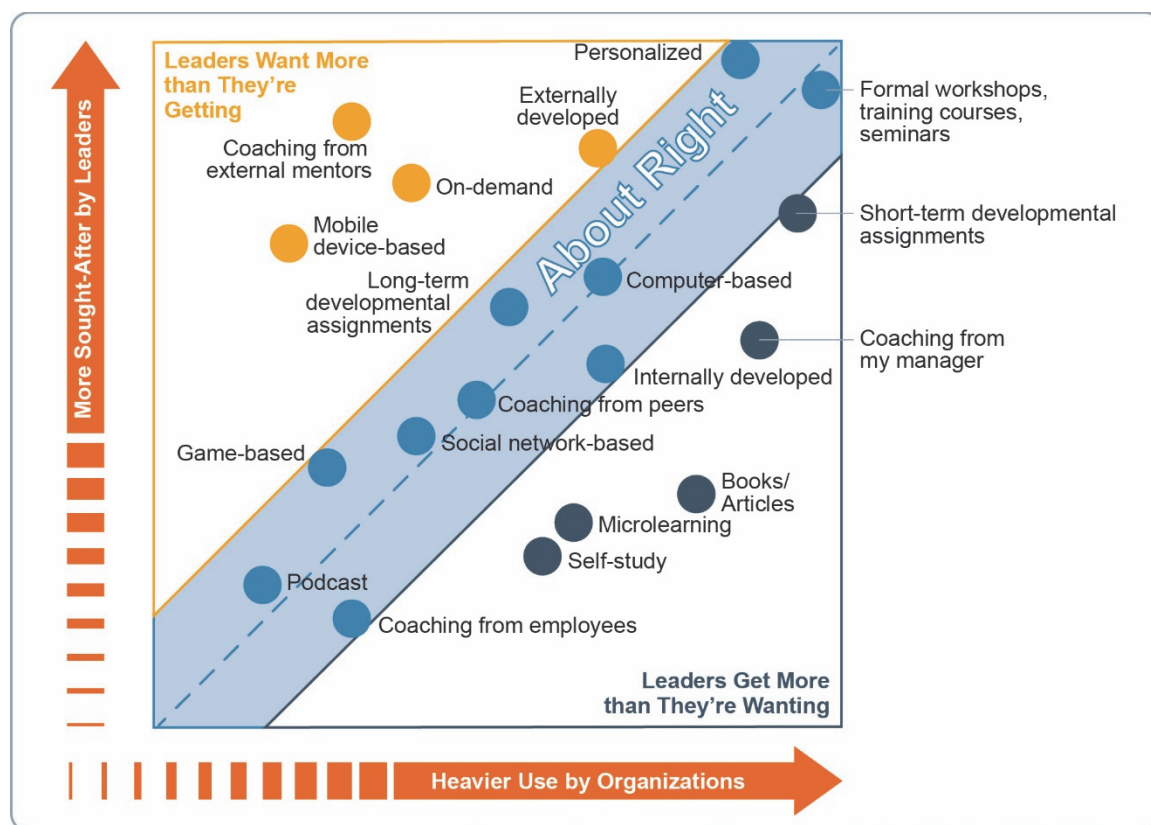 More Sought-After by Leaders
Leaders Want More
than They’re
Getting
Personalized
Externally
developed
Formal workshops,
training courses,
seminars
Coaching from
external mentors
On-demand
About Right
Mobile
device-based
Short-term developmental
assignments
Long-term
developmental
assignments
Computer-based
Coaching from
my manager
Internally developed
Coaching from peers
Social network-based
Game-based
Books/
Articles
Microlearning
Self-study
Podcast
Coaching from employees
Leaders Get More
than They’re Wanting
Heavier Use by Organizations